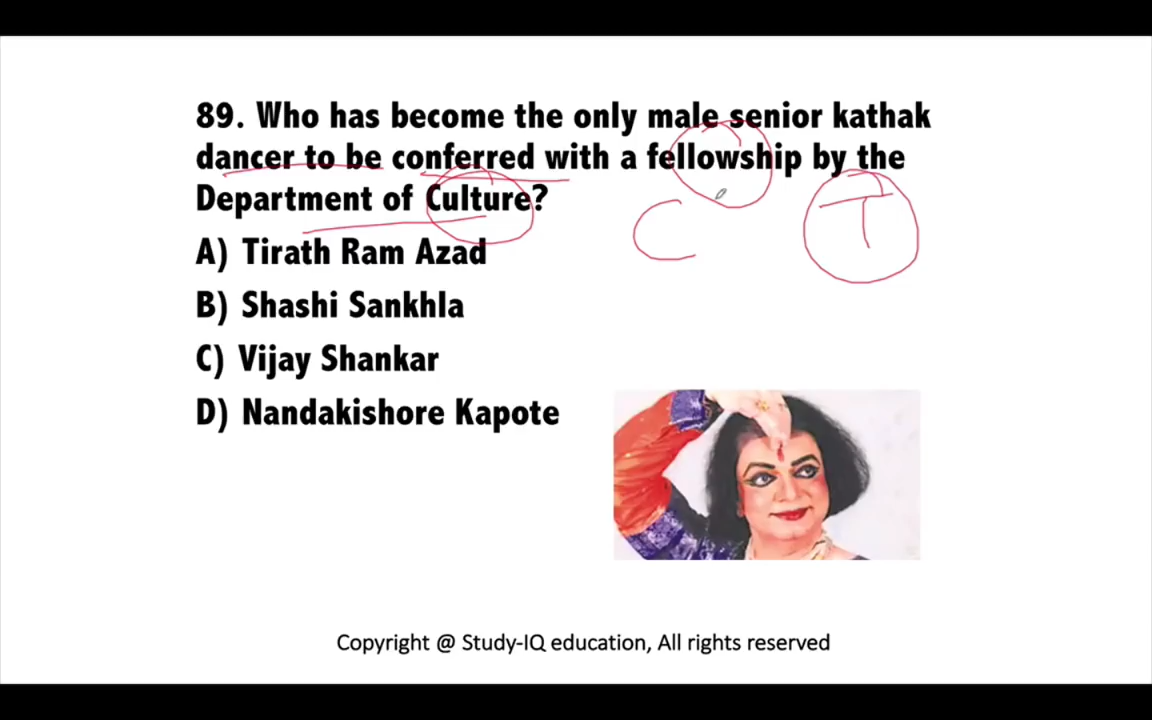 89. Who has become the only male senior kathak
dancer to be conferred with a fellowship by the
Department of Culture?
C
T
A) Tirath Ram Azad
B) Shashi Sankhla
C) Vijay Shankar
D) Nandakishore Kapote
Copyright @ Study-IQ education, All rights reserved